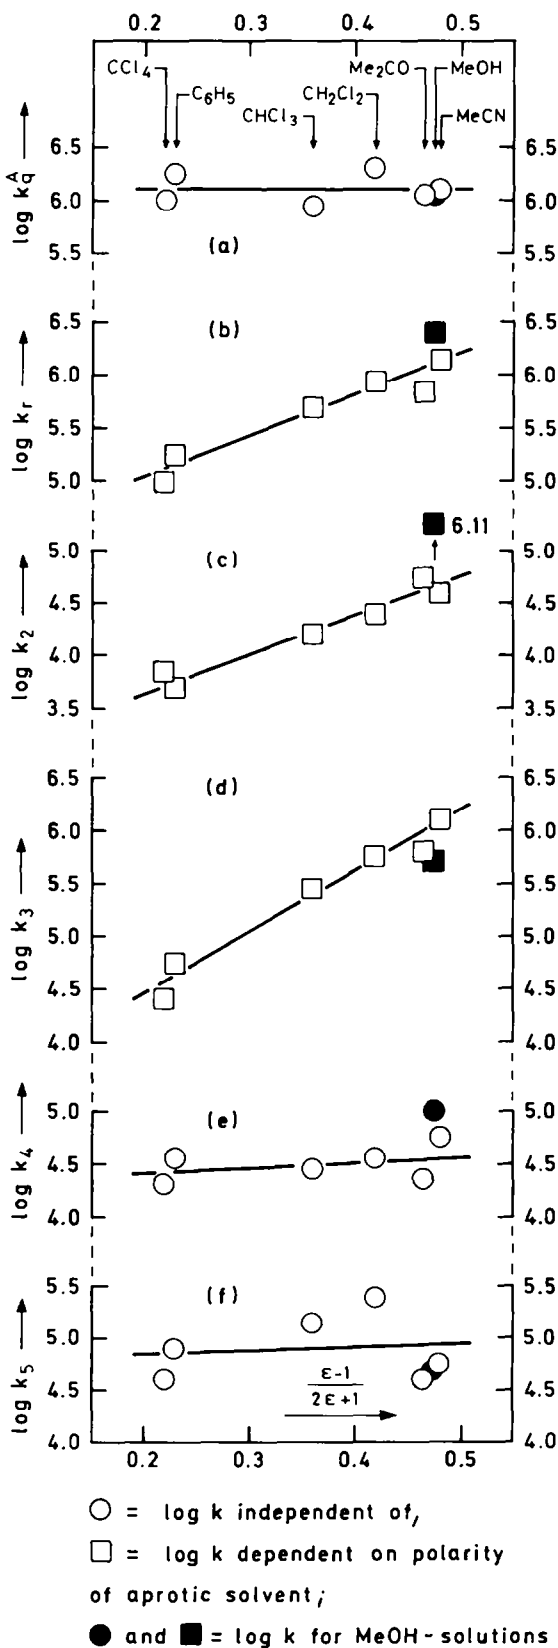 0.2 0.3 0.4 0.5
CCl4 C6H5 CHCl3 CH2Cl2 Me2CO MeOH MeCN
log kqA
6.5 6.5
6.0 6.0
5.5 5.5
(a)
log kr
(b)
6.5 6.5
6.0 6.0
5.5 5.5
5.0 5.0
log k2
(c)
6.11
5.0 5.0
4.5 4.5
4.0 4.0
3.5 3.5
log k3
(d)
6.5 6.5
6.0 6.0
5.5 5.5
5.0 5.0
4.5 4.5
4.0 4.0
log k4
(e)
5.0 5.0
4.5 4.5
4.0 4.0
log k5
(f)
5.5 5.5
5.0 5.0
4.5 4.5
4.0 4.0
ε-1
2ε+1
0.2 0.3 0.4 0.5
○ = log k independent of,
□ = log k dependent on polarity
of aprotic solvent;
● and ■ = log k for MeOH-solutions